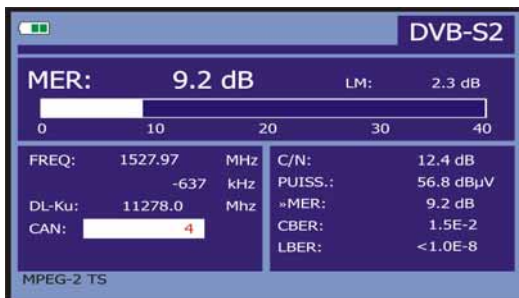 DVB-S2
MER: 9.2 dB LM: 2.3 dB
0 10 20 30 40
FREQ: 1527.97 MHz
-637 kHz
DL-Ku: 11278.0 Mhz
CAN: 4
C/N: 12.4 dB
PUISS.: 56.8 dBµV
»MER: 9.2 dB
CBER: 1.5E-2
LBER: <1.0E-8
MPEG-2 TS